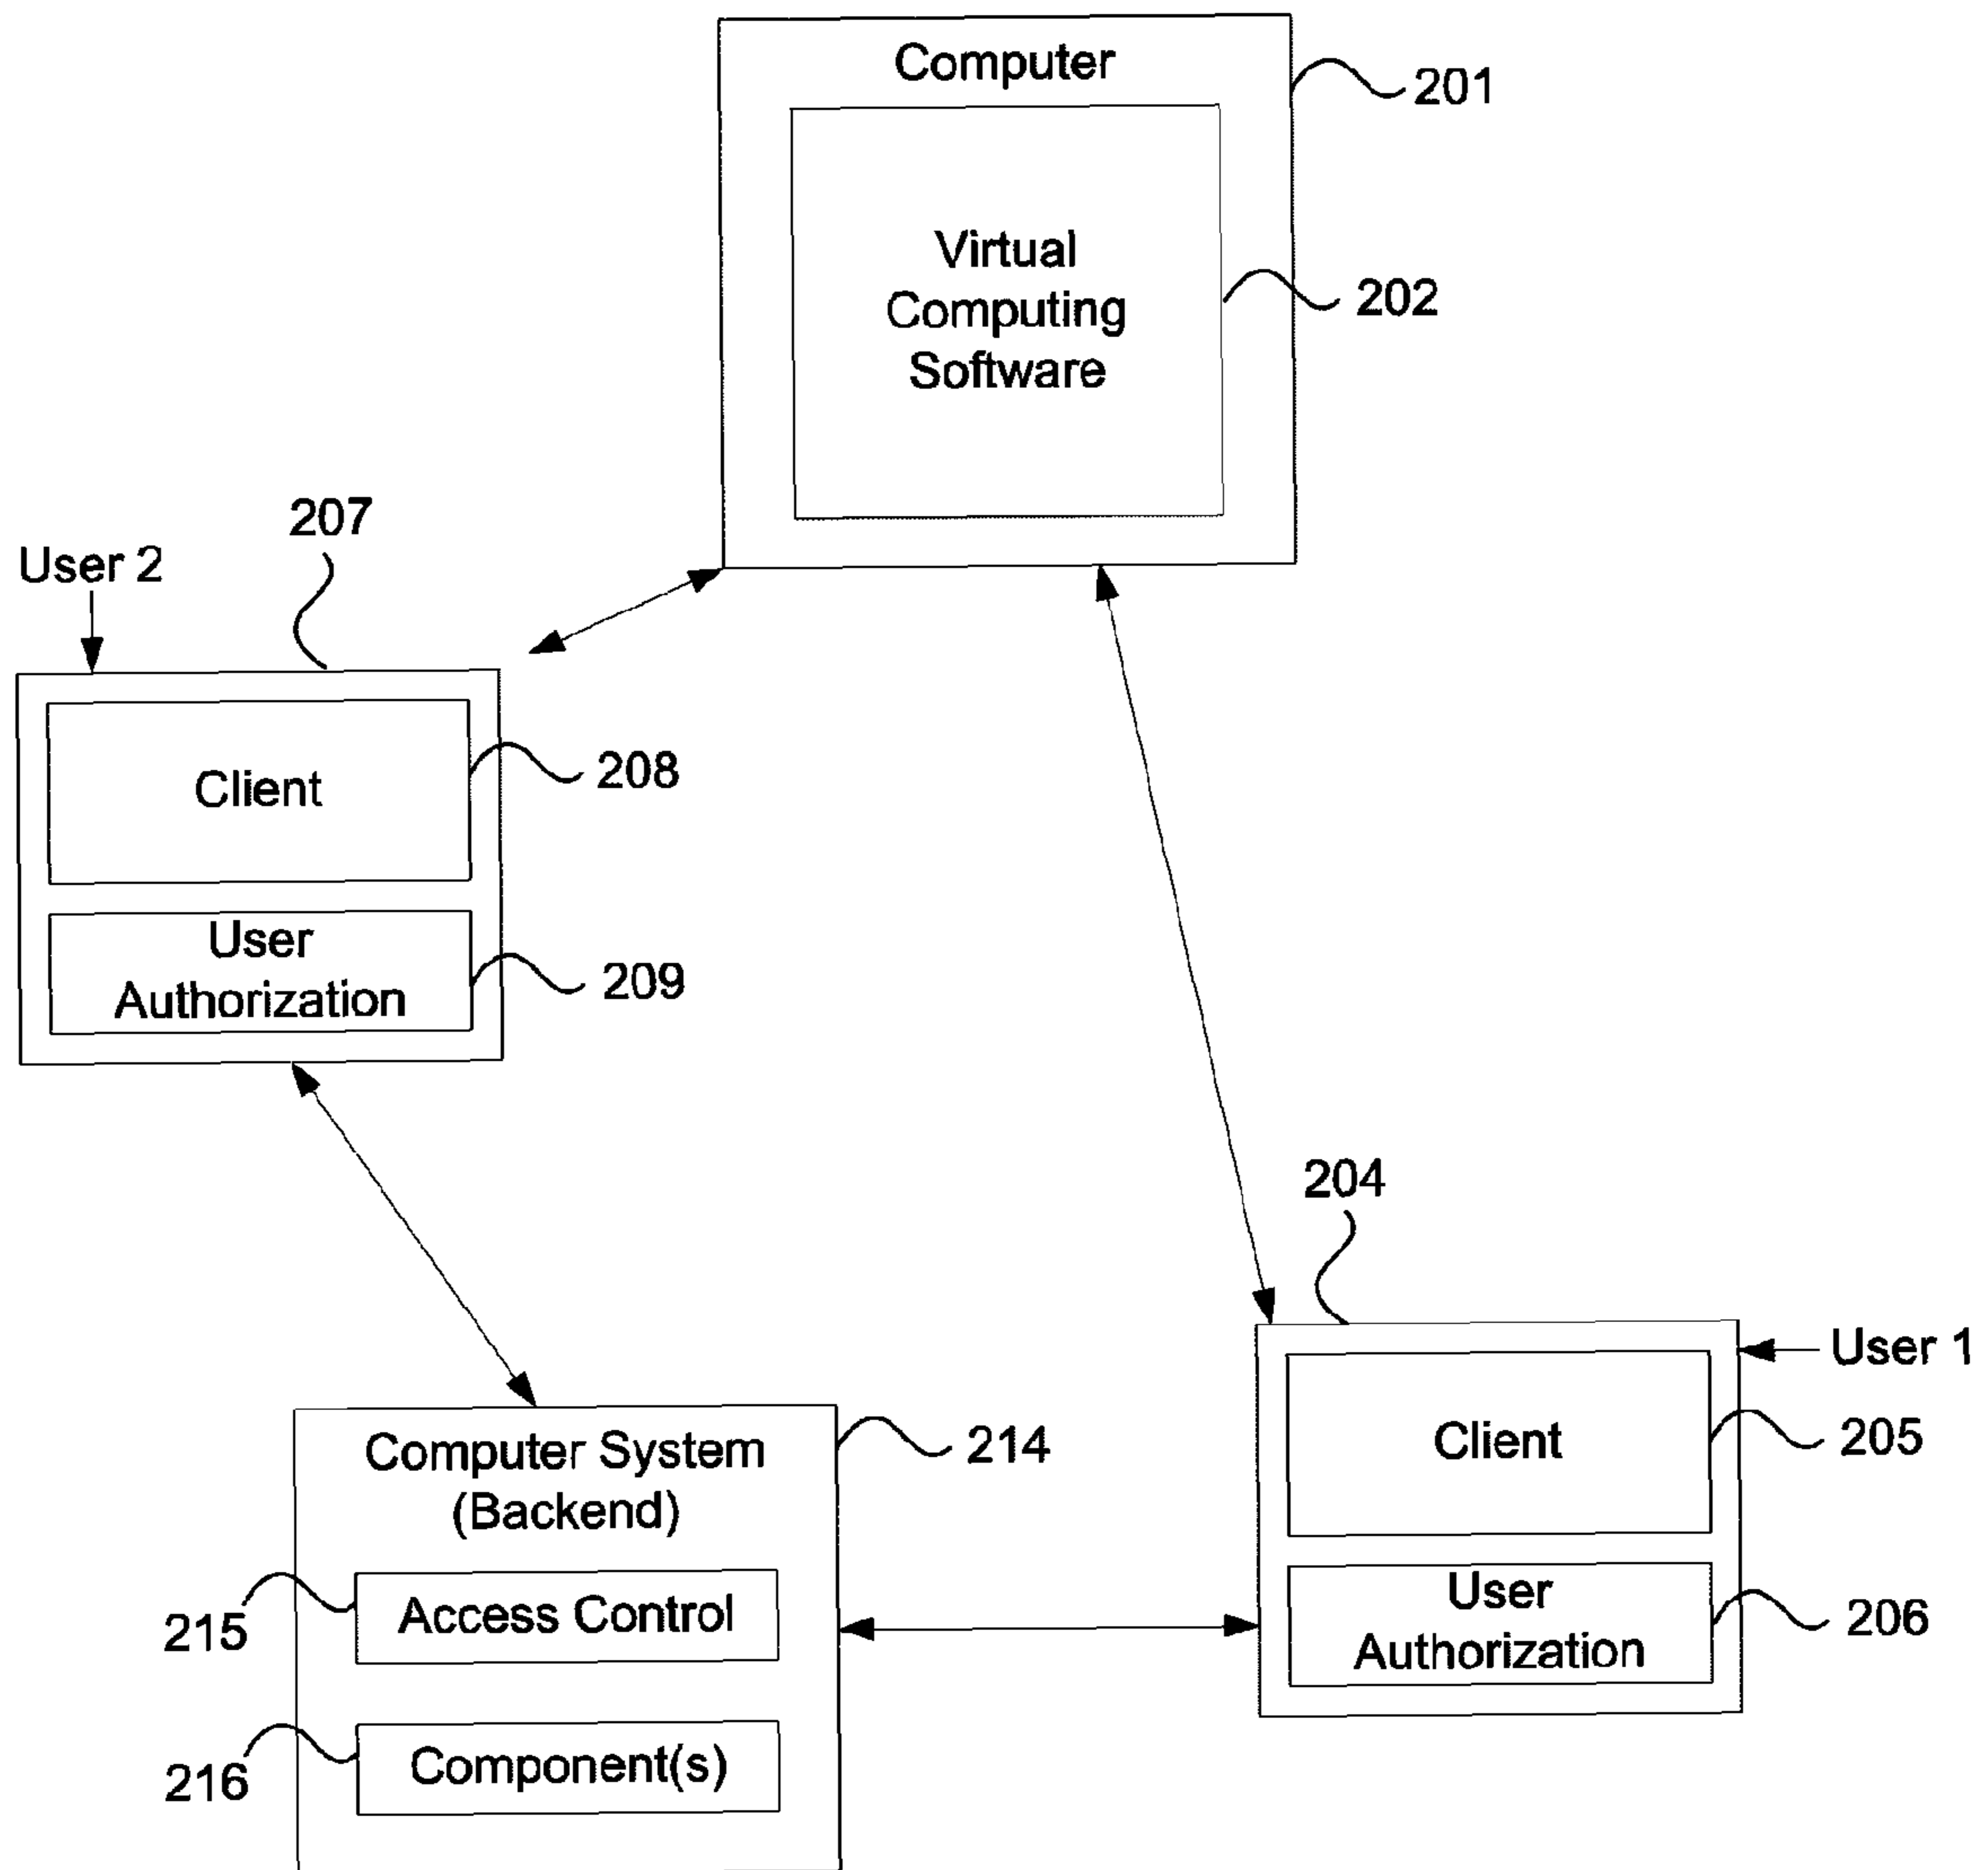 Computer
201
Virtual
Computing
Software
202
207
User 2
Client
208
User
Authorization
209
204
User 1
Client
205
User
Authorization
206
Computer System
(Backend)
214
Access Control
215
Component(s)
216